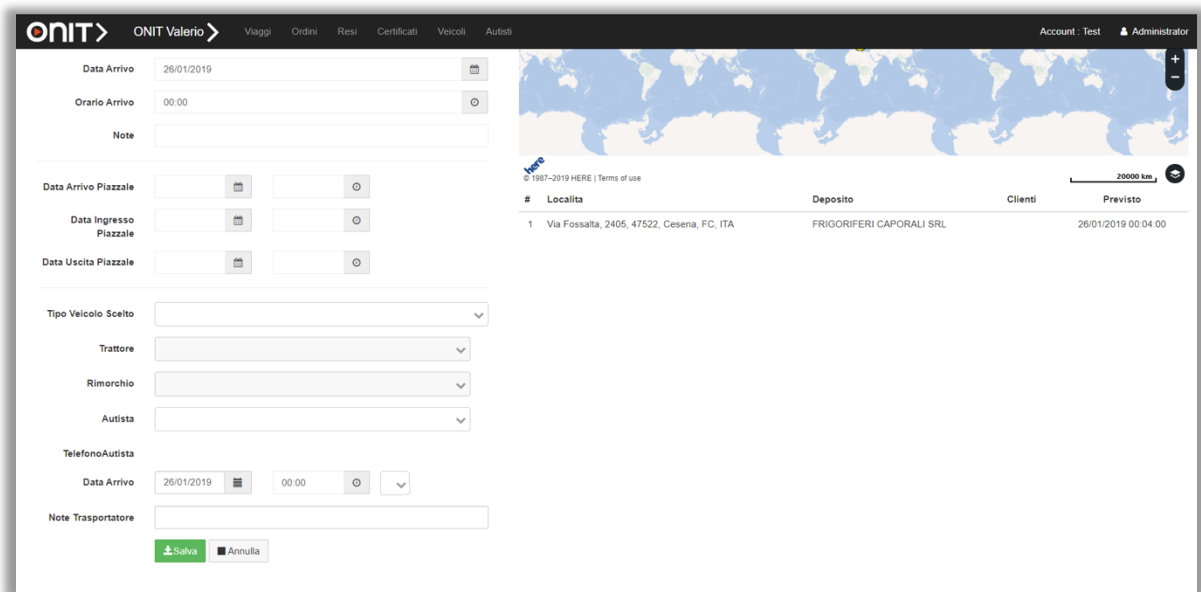 ONIT
ONIT Valerio Viaggi Ordini Resi Certificati Veicoli Autisti Account : Test Administrator
Data Arrivo 26/01/2019
Orario Arrivo 00:00
Note
Data Arrivo Piazzale
Data Ingresso
Piazzale
Data Uscita Piazzale
Tipo Veicolo Scelto
Trattore
Rimorchio
Autista
TelefonoAutista
Data Arrivo 26/01/2019 00:00
Note Trasportatore
Salva Annulla
+
−
here
© 1987–2019 HERE | Terms of use 20000 km
# Localita Deposito Clienti Previsto
1 Via Fossalta, 2405, 47522, Cesena, FC, ITA FRIGORIFERI CAPORALI SRL 26/01/2019 00:04:00